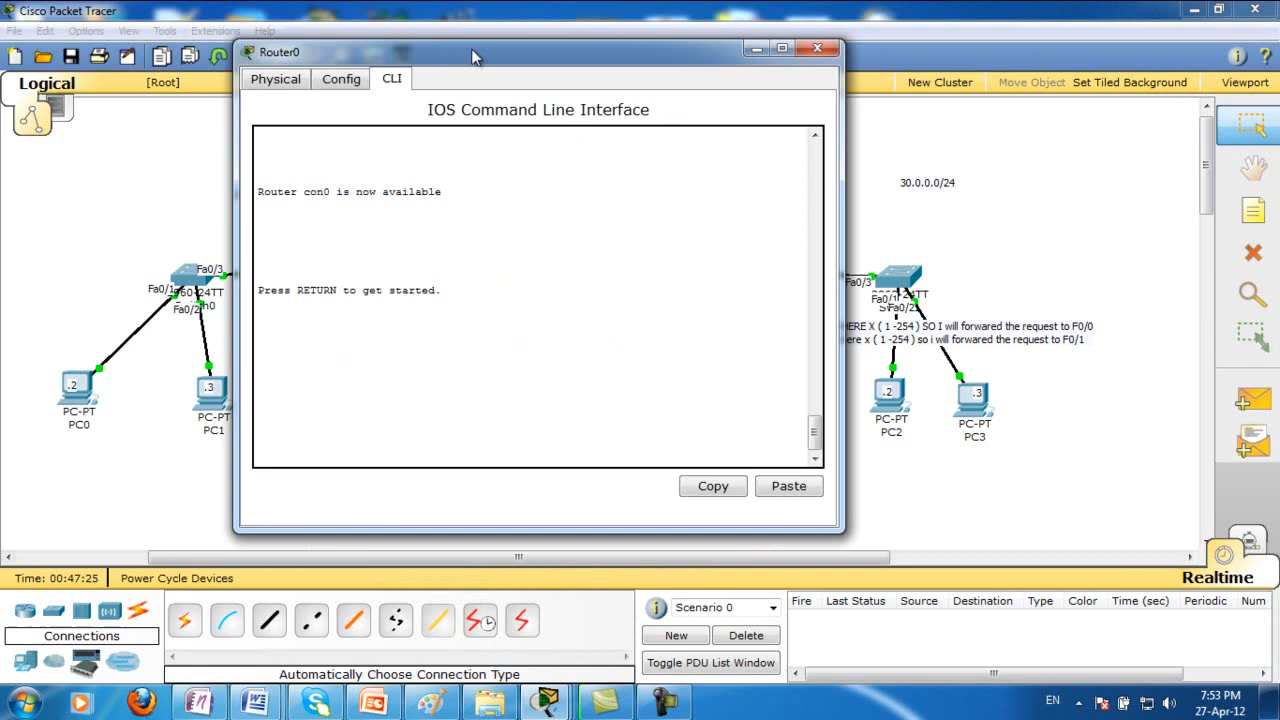 Cisco Packet Tracer
File Edit Options View Tools Extensions Help
Router0
Logical
[Root]
New Cluster
Move Object
Set Tiled Background
Viewport
Physical
Config
CLI
IOS Command Line Interface
Router con0 is now available
Press RETURN to get started.
Copy
Paste
30.0.0.0/24
Fa0/3
Fa0/1
Fa0/2
.2
PC-PT
PC0
.3
PC-PT
PC1
Fa0/3
Fa0/1
Fa0/2
ERE X ( 1 -254 ) SO I will forwared the request to F0/0
ere x ( 1 -254 ) so i will forwared the request to F0/1
.2
PC-PT
PC2
.3
PC-PT
PC3
Time: 00:47:25
Power Cycle Devices
Realtime
Connections
Automatically Choose Connection Type
Scenario 0
New
Delete
Toggle PDU List Window
Fire Last Status Source Destination Type Color Time (sec) Periodic Num
EN
7:53 PM
27-Apr-12